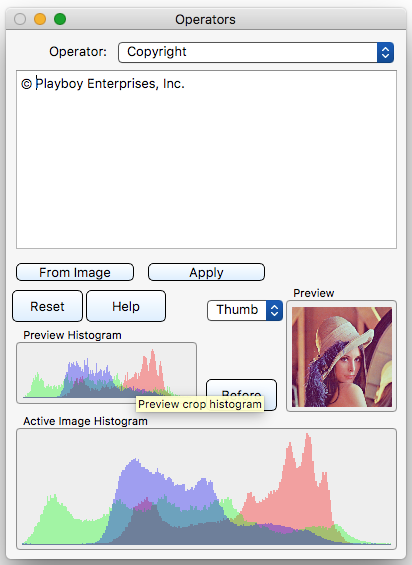 Operators
Operator: Copyright
© Playboy Enterprises, Inc.
From Image Apply
Reset Help Thumb Preview
Preview Histogram
Before
Preview crop histogram
Active Image Histogram